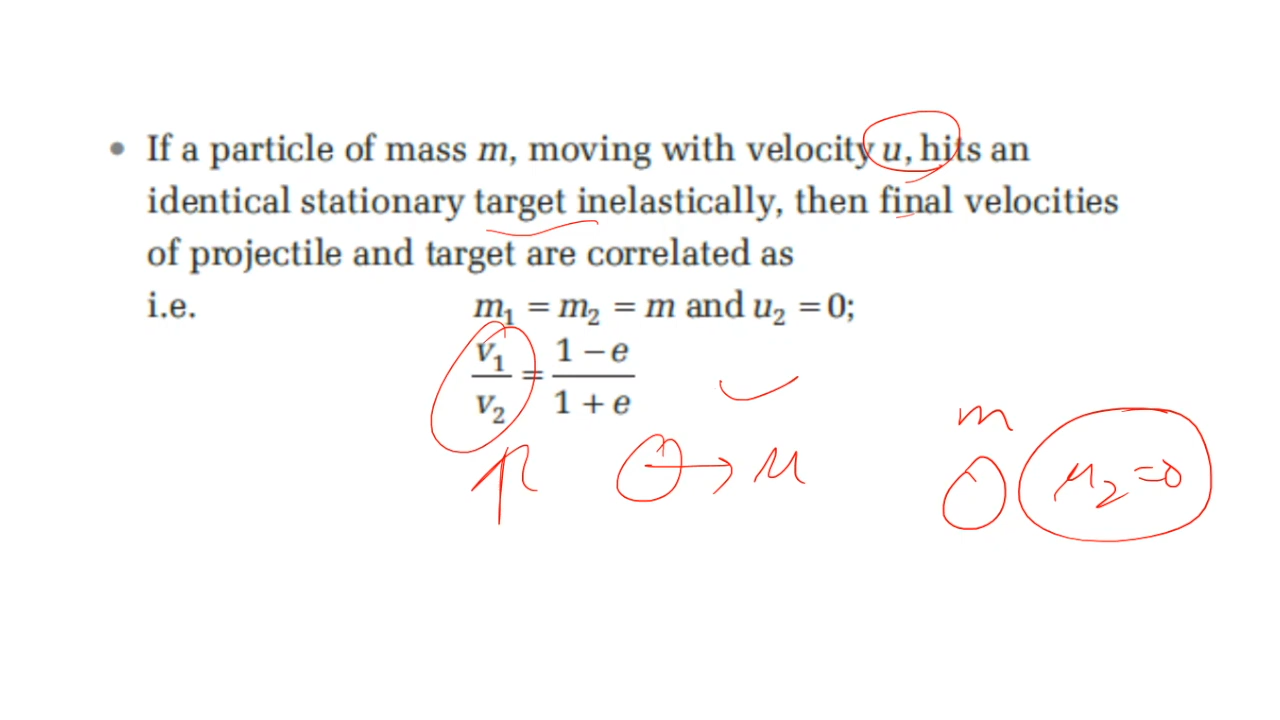 • If a particle of mass m, moving with velocity u, hits an
identical stationary target inelastically, then final velocities
of projectile and target are correlated as
i.e. m₁ = m₂ = m and u₂ = 0;
v₁/v₂ = (1 − e)/(1 + e)
m
u
u₂ = 0